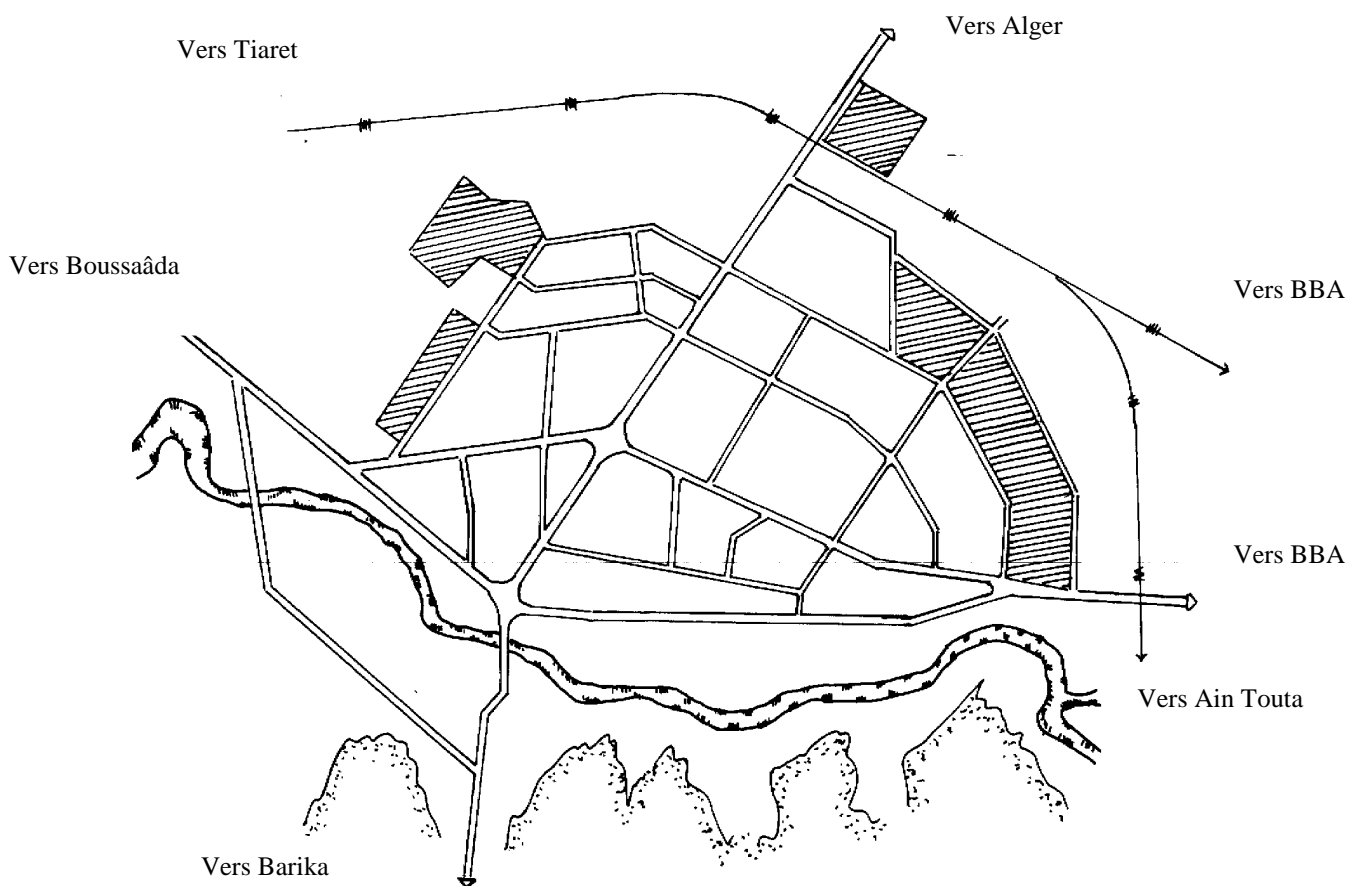 Vers Alger
Vers Tiaret
Vers Boussaâda
Vers BBA
Vers BBA
Vers Ain Touta
Vers Barika